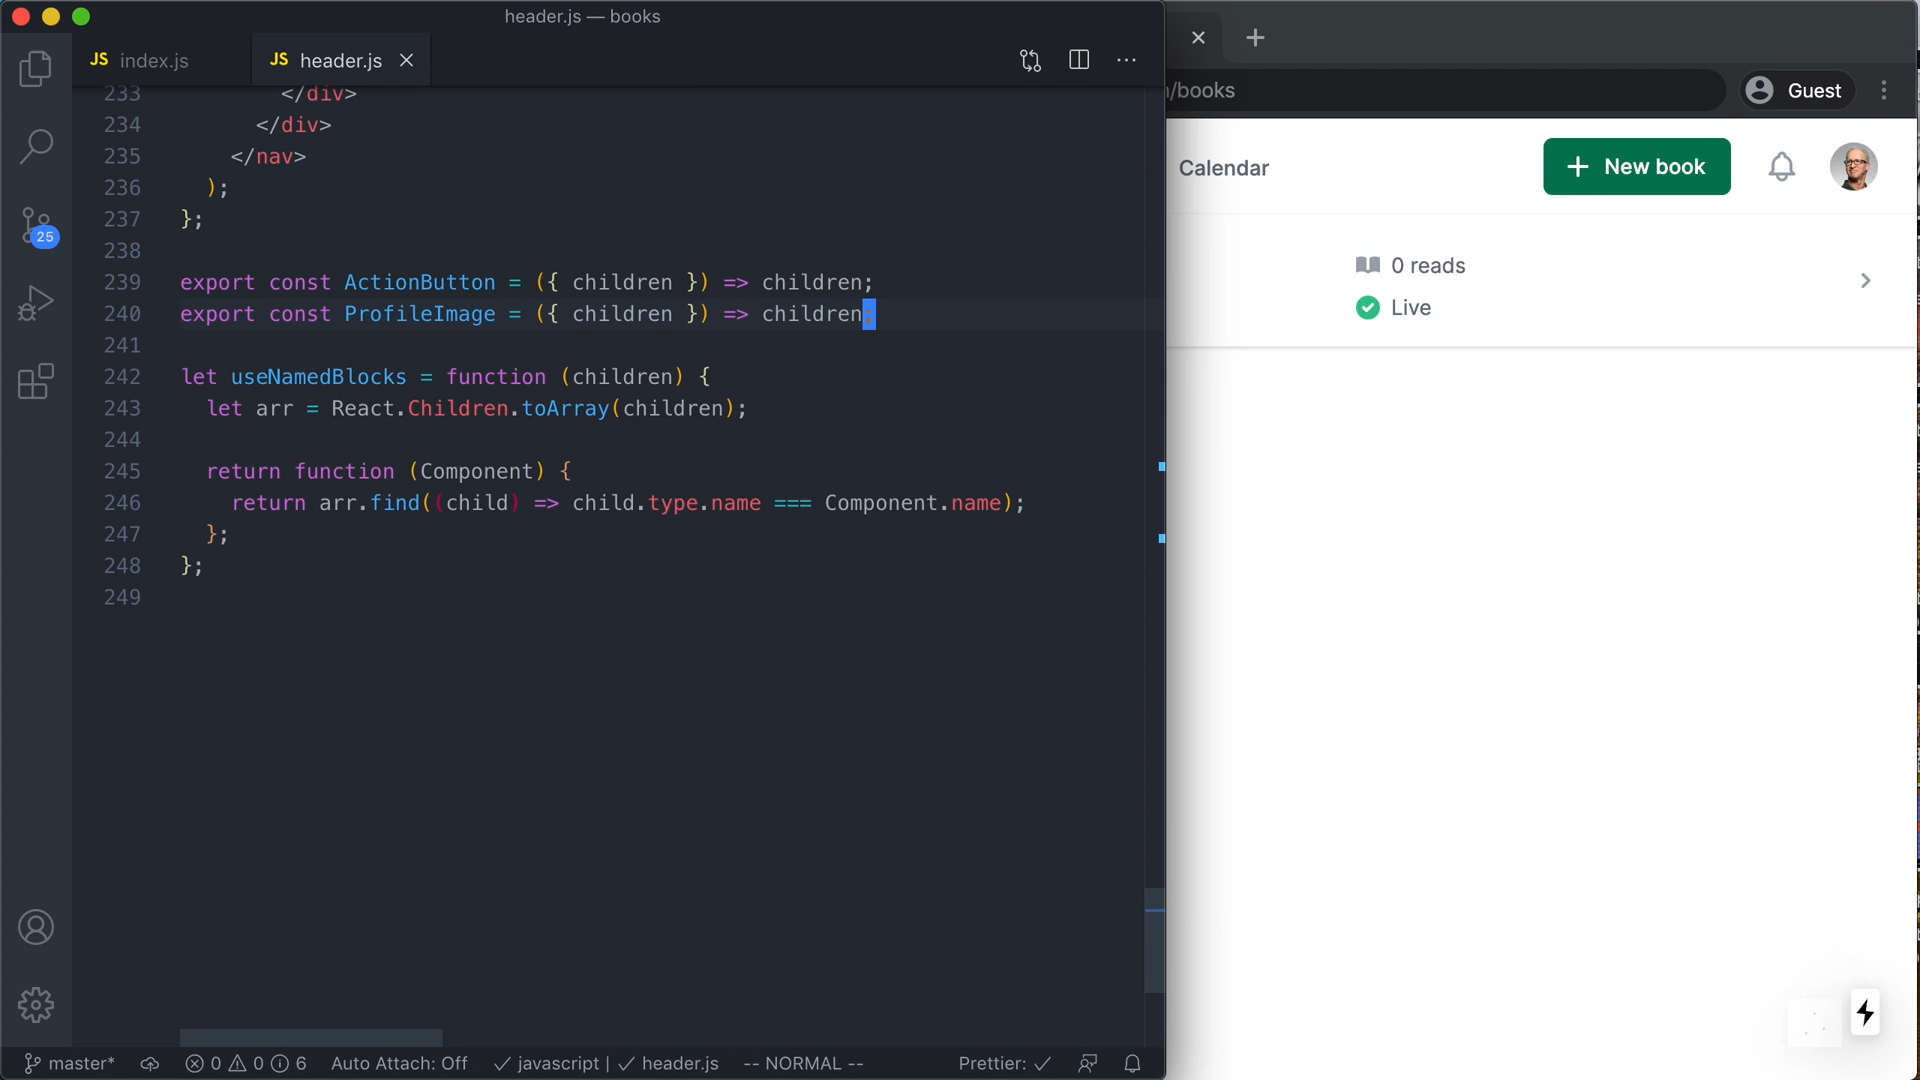 header.js — books
JS index.js
JS header.js
233 </div>
234 </div>
235 </nav>
236 );
237 };
238
239 export const ActionButton = ({ children }) => children;
240 export const ProfileImage = ({ children }) => children;
241
242 let useNamedBlocks = function (children) {
243 let arr = React.Children.toArray(children);
244
245 return function (Component) {
246 return arr.find((child) => child.type.name === Component.name);
247 };
248 };
249
25
master* 0 0 6 Auto Attach: Off ✓ javascript | ✓ header.js -- NORMAL -- Prettier: ✓
/books
Guest
Calendar
+ New book
0 reads
Live